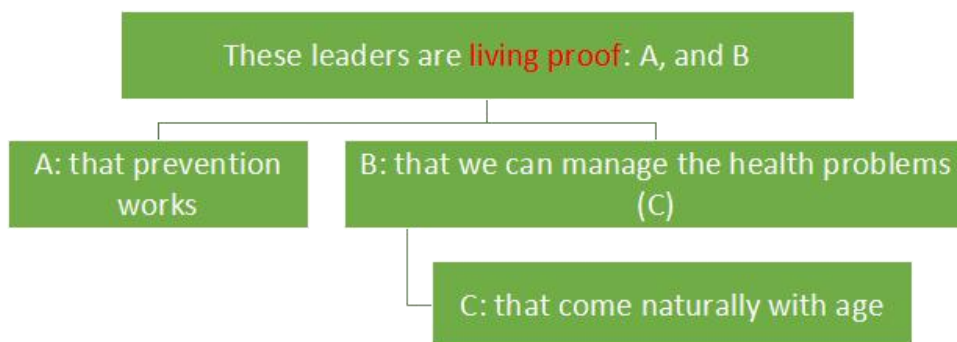 These leaders are living proof: A, and B
A: that prevention
works
B: that we can manage the health problems
(C)
C: that come naturally with age